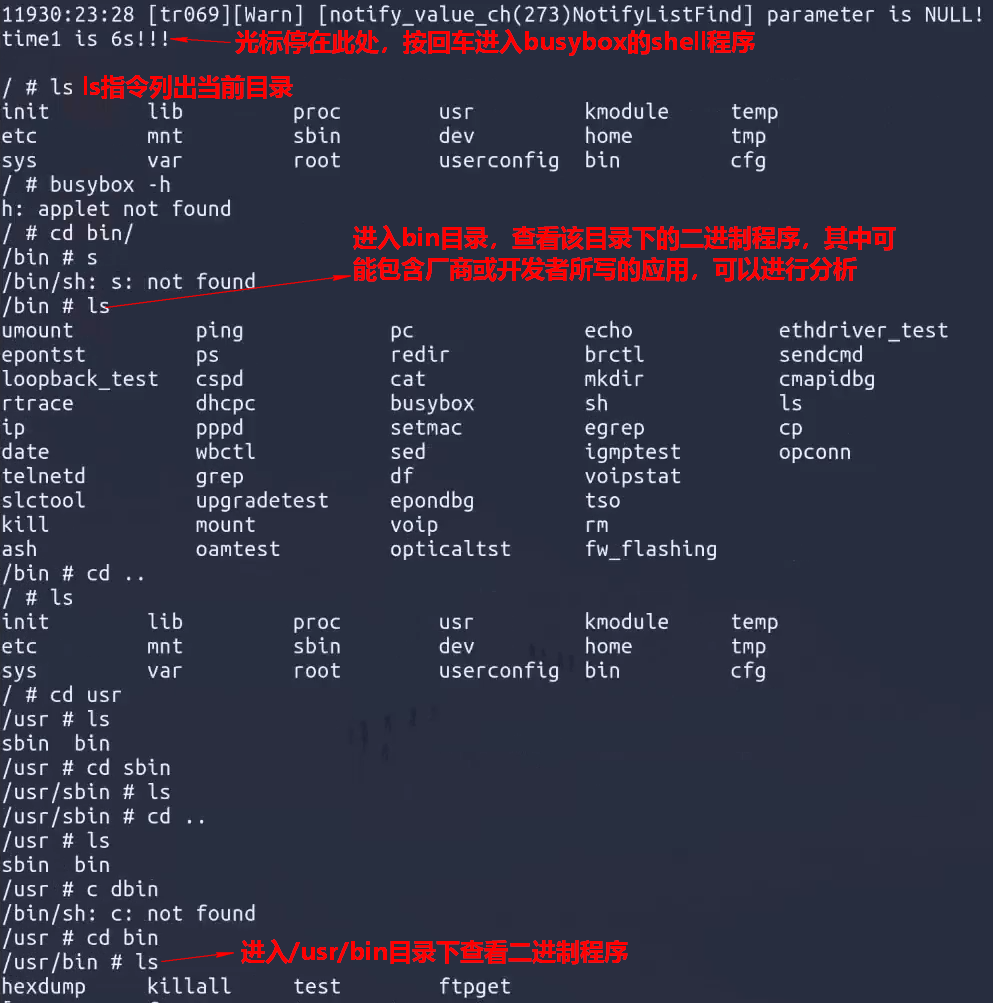 11930:23:28 [tr069][Warn] [notify_value_ch(273)NotifyListFind] parameter is NULL!
time1 is 6s!!! 光标停在此处，按回车进入busybox的shell程序
/ # ls ls指令列出当前目录
init lib proc usr kmodule temp
etc mnt sbin dev home tmp
sys var root userconfig bin cfg
/ # busybox -h
h: applet not found
/ # cd bin/
进入bin目录，查看该目录下的二进制程序，其中可
能包含厂商或开发者所写的应用，可以进行分析
/bin # s
/bin/sh: s: not found
/bin # ls
umount ping pc echo ethdriver_test
epontst ps redir brctl sendcmd
loopback_test cspd cat mkdir cmapidbg
rtrace dhcpc busybox sh ls
ip pppd setmac egrep cp
date wbctl sed igmptest opconn
telnetd grep df voipstat
slctool upgradetest epondbg tso
kill mount voip rm
ash oamtest opticaltst fw_flashing
/bin # cd ..
/ # ls
init lib proc usr kmodule temp
etc mnt sbin dev home tmp
sys var root userconfig bin cfg
/ # cd usr
/usr # ls
sbin bin
/usr # cd sbin
/usr/sbin # ls
/usr/sbin # cd ..
/usr # ls
sbin bin
/usr # c dbin
/bin/sh: c: not found
/usr # cd bin
/usr/bin # ls 进入/usr/bin目录下查看二进制程序
hexdump killall test ftpget